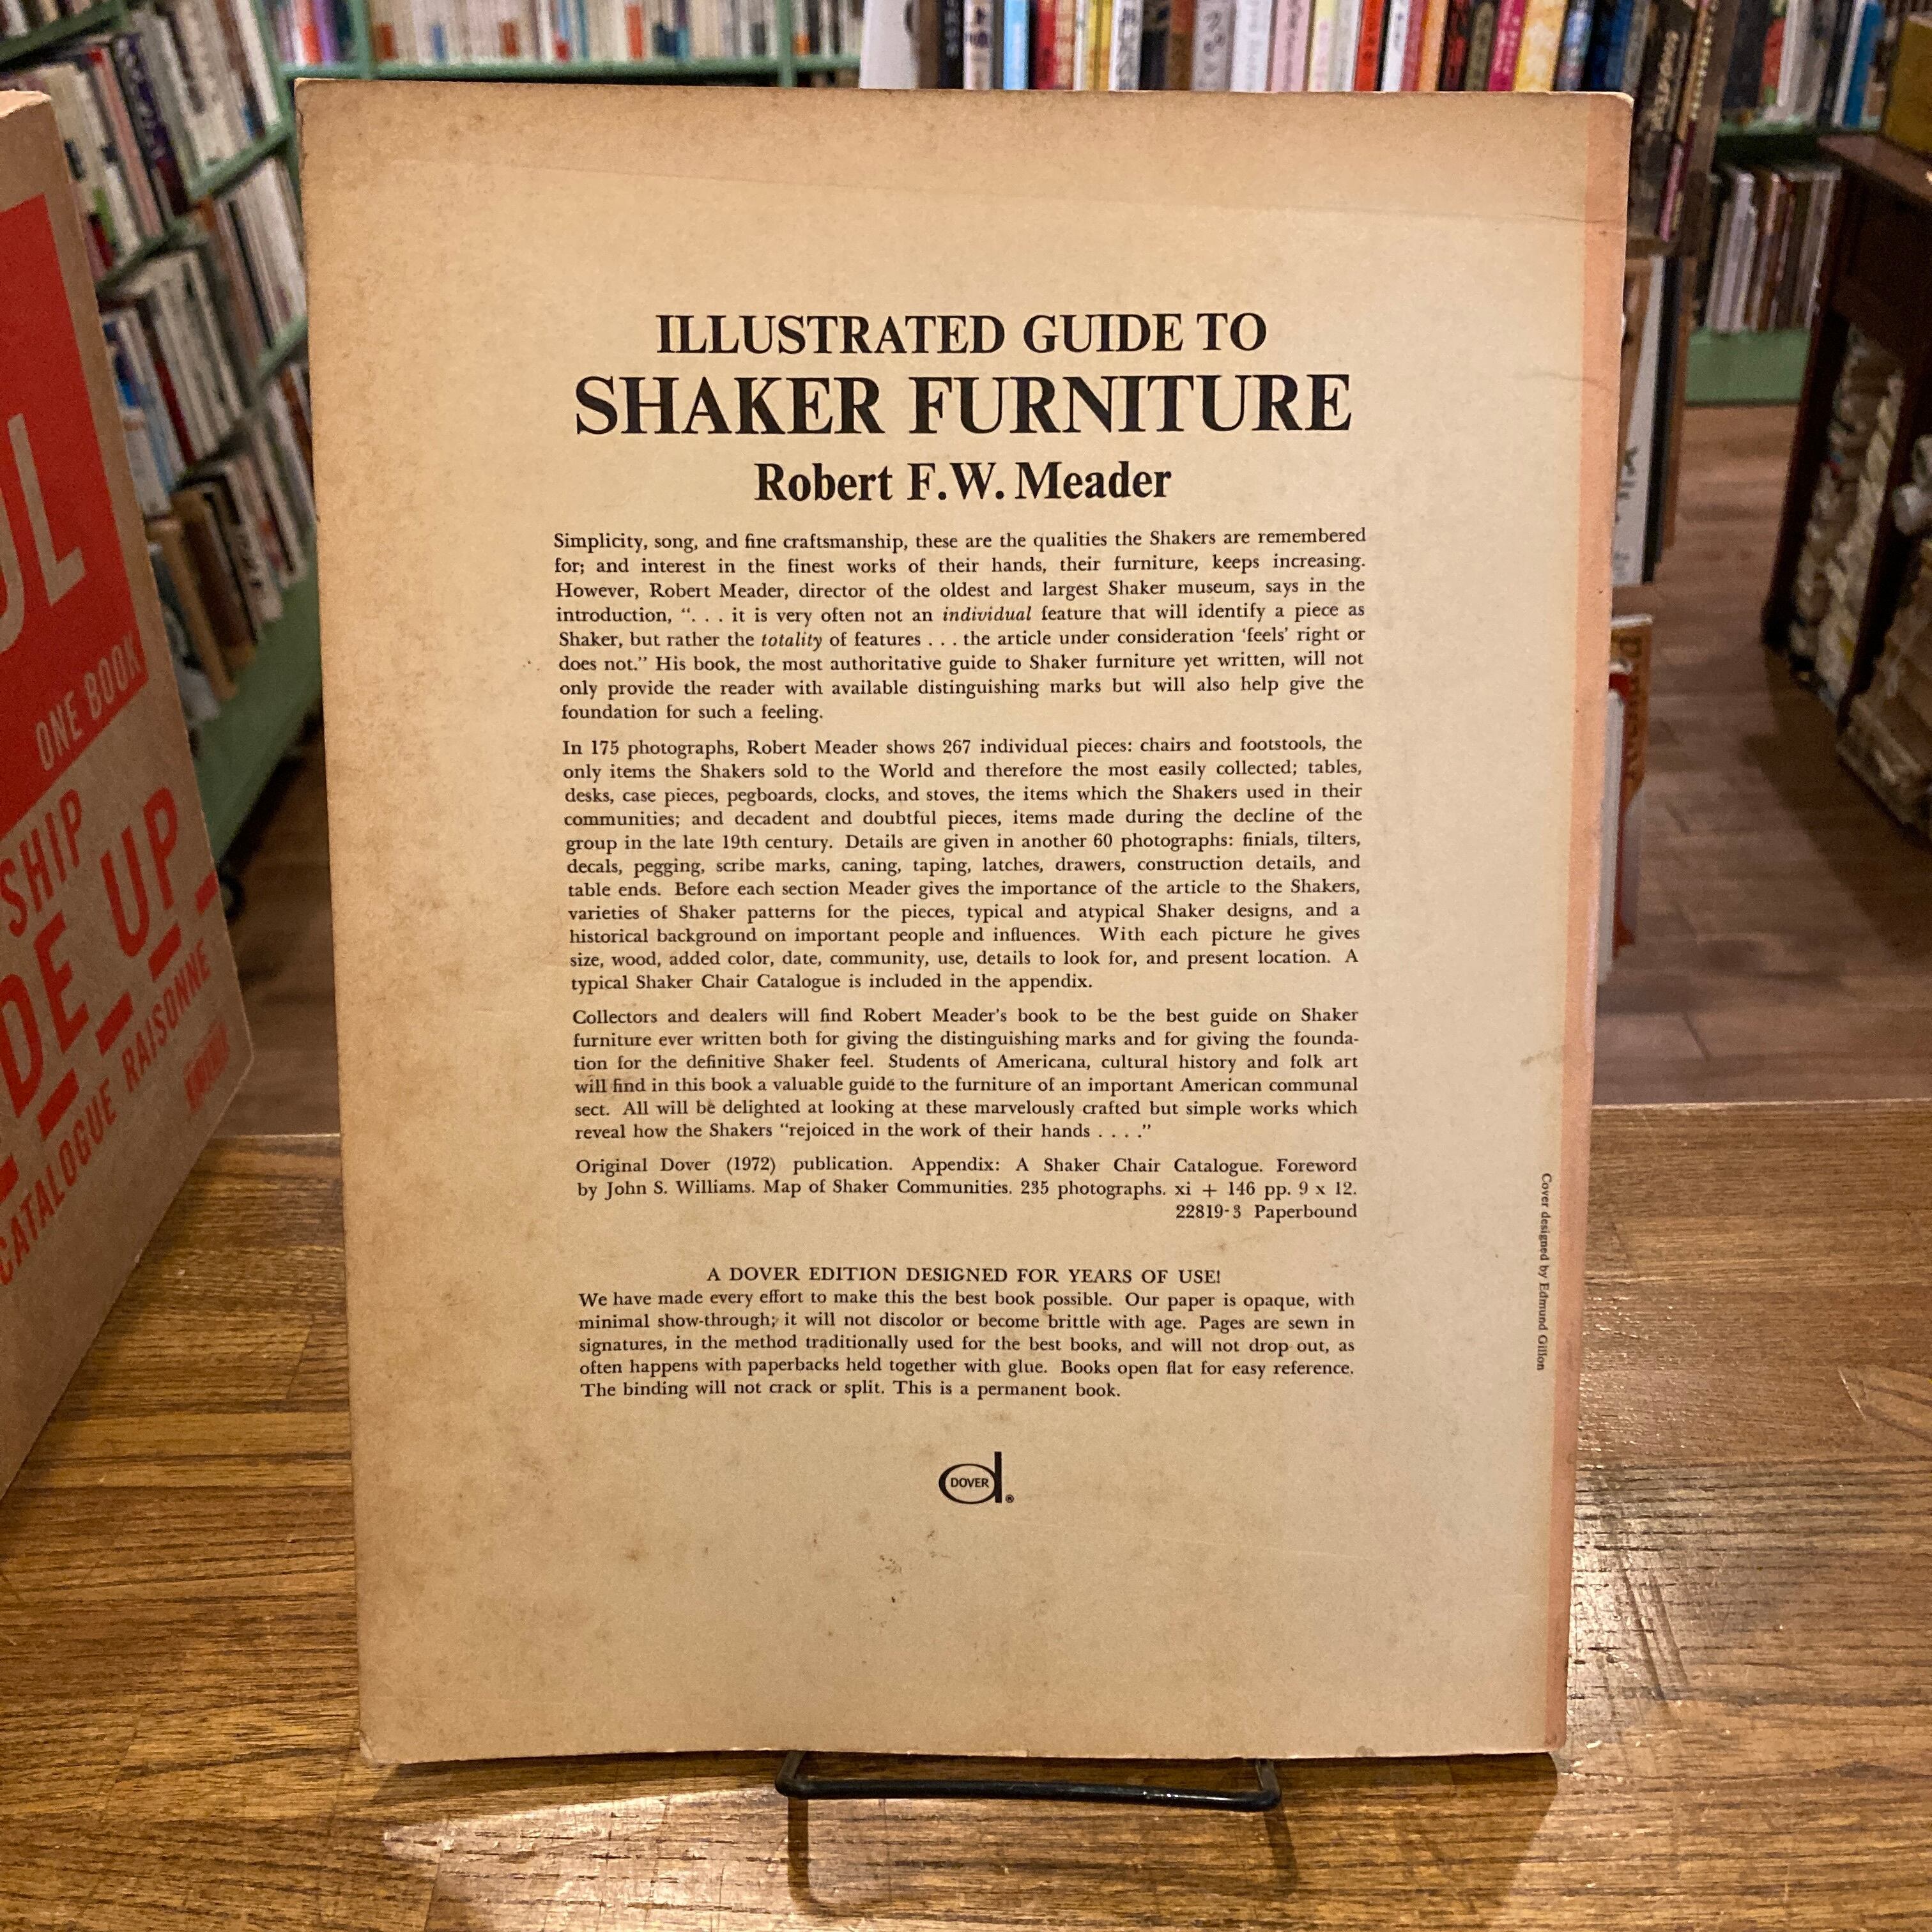 ILLUSTRATED GUIDE TO
SHAKER FURNITURE
Robert F.W. Meader
Simplicity, song, and fine craftsmanship, these are the qualities the Shakers are remembered
for; and interest in the finest works of their hands, their furniture, keeps increasing.
However, Robert Meader, director of the oldest and largest Shaker museum, says in the
introduction, “. . . it is very often not an individual feature that will identify a piece as
Shaker, but rather the totality of features . . . the article under consideration ‘feels’ right or
does not.” His book, the most authoritative guide to Shaker furniture yet written, will not
only provide the reader with available distinguishing marks but will also help give the
foundation for such a feeling.
In 175 photographs, Robert Meader shows 267 individual pieces: chairs and footstools, the
only items the Shakers sold to the World and therefore the most easily collected; tables,
desks, case pieces, pegboards, clocks, and stoves, the items which the Shakers used in their
communities; and decadent and doubtful pieces, items made during the decline of the
group in the late 19th century. Details are given in another 60 photographs: finials, tilters,
decals, pegging, scribe marks, caning, taping, latches, drawers, construction details, and
table ends. Before each section Meader gives the importance of the article to the Shakers,
varieties of Shaker patterns for the pieces, typical and atypical Shaker designs, and a
historical background on important people and influences. With each picture he gives
size, wood, added color, date, community, use, details to look for, and present location. A
typical Shaker Chair Catalogue is included in the appendix.
Collectors and dealers will find Robert Meader's book to be the best guide on Shaker
furniture ever written both for giving the distinguishing marks and for giving the founda-
tion for the definitive Shaker feel. Students of Americana, cultural history and folk art
will find in this book a valuable guide to the furniture of an important American communal
sect. All will be delighted at looking at these marvelously crafted but simple works which
reveal how the Shakers “rejoiced in the work of their hands . . . .”
Original Dover (1972) publication. Appendix: A Shaker Chair Catalogue. Foreword
by John S. Williams. Map of Shaker Communities. 235 photographs. xi + 146 pp. 9 x 12.
22819-3 Paperbound
A DOVER EDITION DESIGNED FOR YEARS OF USE!
We have made every effort to make this the best book possible. Our paper is opaque, with
minimal show-through; it will not discolor or become brittle with age. Pages are sewn in
signatures, in the method traditionally used for the best books, and will not drop out, as
often happens with paperbacks held together with glue. Books open flat for easy reference.
The binding will not crack or split. This is a permanent book.
DOVER ®
Cover designed by Edmund Gillon
ONE BOOK
SHIP
UP
CATALOGUE RAISONNE